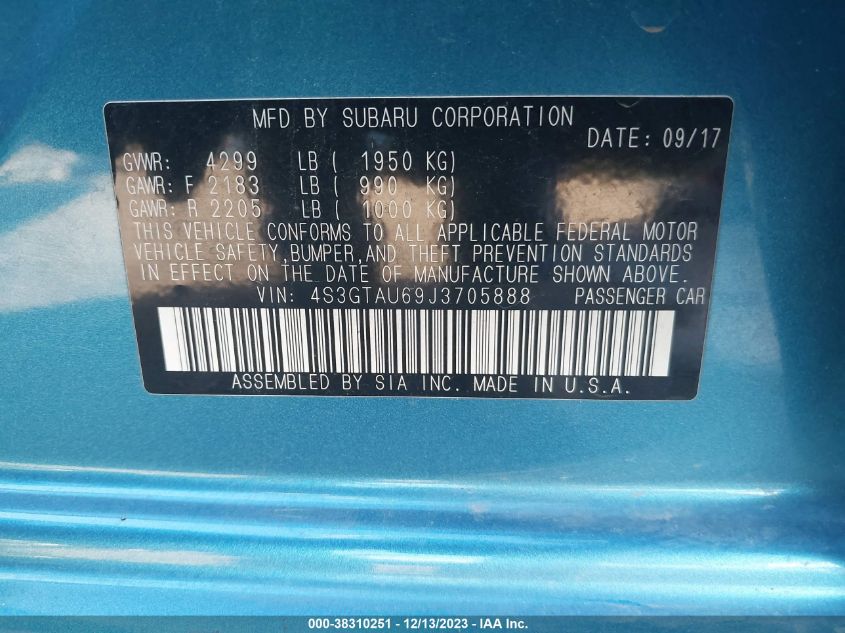 MFD BY SUBARU CORPORATION
DATE: 09/17
GVWR: 4299 LB ( 1950 KG)
GAWR: F 2183 LB ( 990 KG)
GAWR: R 2205 LB ( 1000 KG)
THIS VEHICLE CONFORMS TO ALL APPLICABLE FEDERAL MOTOR
VEHICLE SAFETY,BUMPER,AND THEFT PREVENTION STANDARDS
IN EFFECT ON THE DATE OF MANUFACTURE SHOWN ABOVE.
VIN: 4S3GTAU69J3705888 PASSENGER CAR
ASSEMBLED BY SIA INC. MADE IN U.S.A.
000-38310251 - 12/13/2023 - IAA Inc.